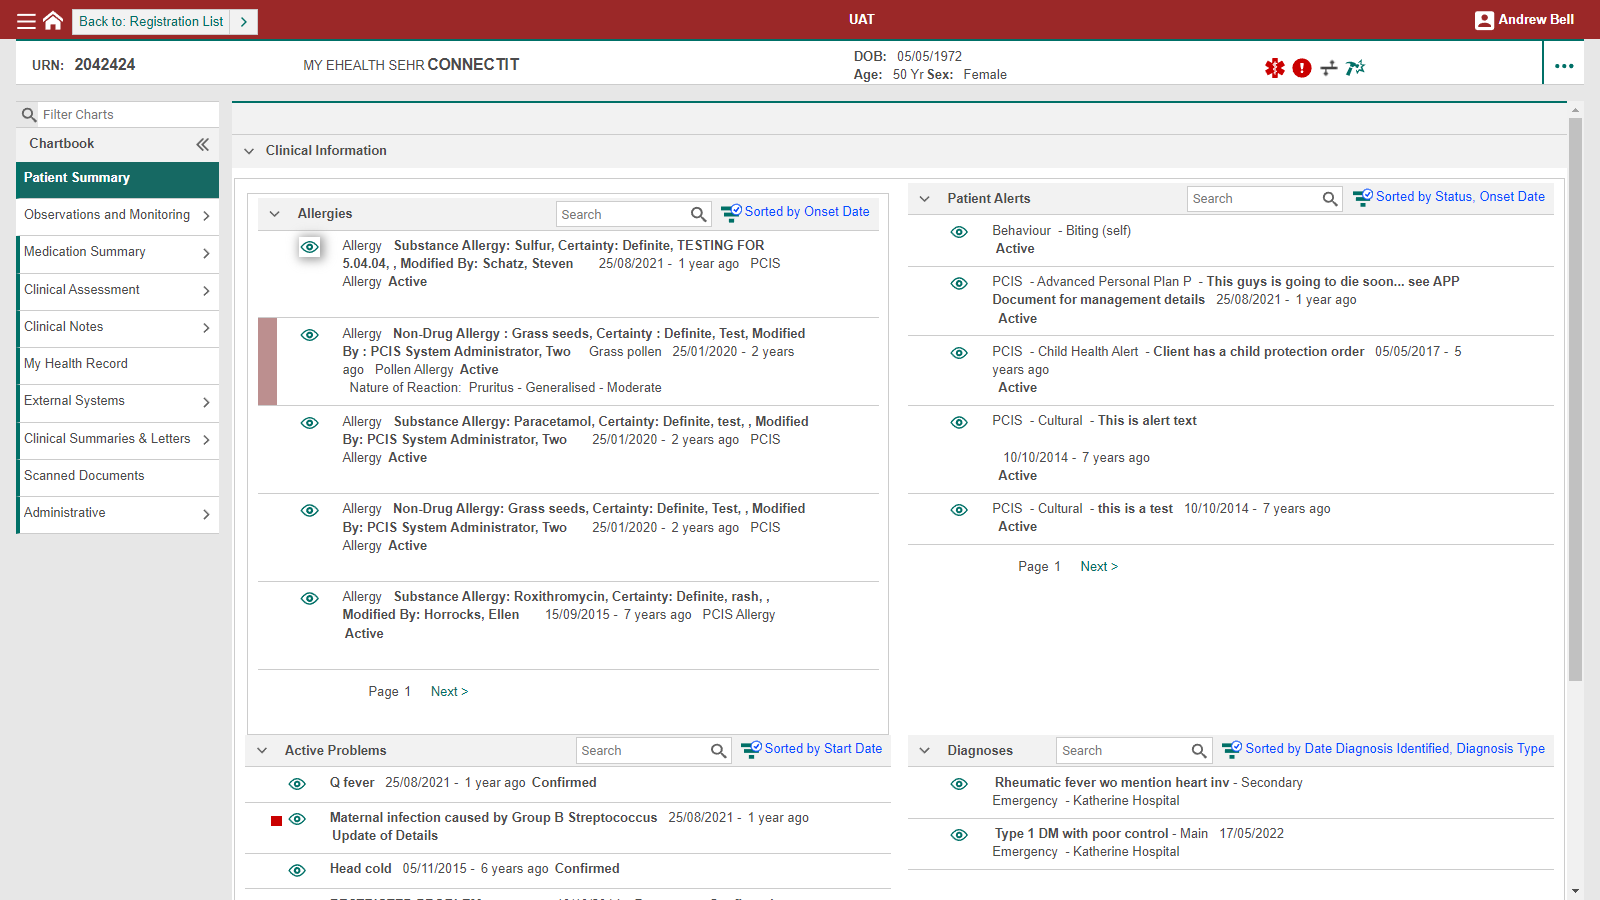 Back to: Registration List
UAT
Andrew Bell
URN: 2042424
MY EHEALTH SEHR CONNECTIT
DOB: 05/05/1972
Age: 50 Yr Sex: Female
Filter Charts
Chartbook
Patient Summary
Observations and Monitoring
Medication Summary
Clinical Assessment
Clinical Notes
My Health Record
External Systems
Clinical Summaries & Letters
Scanned Documents
Administrative
Clinical Information
Allergies
Search
Sorted by Onset Date
Allergy Substance Allergy: Sulfur, Certainty: Definite, TESTING FOR
5.04.04, , Modified By: Schatz, Steven 25/08/2021 - 1 year ago PCIS
Allergy Active
Allergy Non-Drug Allergy : Grass seeds, Certainty : Definite, Test, Modified
By : PCIS System Administrator, Two Grass pollen 25/01/2020 - 2 years
ago Pollen Allergy Active
Nature of Reaction: Pruritus - Generalised - Moderate
Allergy Substance Allergy: Paracetamol, Certainty: Definite, test, , Modified
By: PCIS System Administrator, Two 25/01/2020 - 2 years ago PCIS
Allergy Active
Allergy Non-Drug Allergy: Grass seeds, Certainty: Definite, Test, , Modified
By: PCIS System Administrator, Two 25/01/2020 - 2 years ago PCIS
Allergy Active
Allergy Substance Allergy: Roxithromycin, Certainty: Definite, rash, ,
Modified By: Horrocks, Ellen 15/09/2015 - 7 years ago PCIS Allergy
Active
Page 1 Next >
Patient Alerts
Search
Sorted by Status, Onset Date
Behaviour - Biting (self)
Active
PCIS - Advanced Personal Plan P - This guys is going to die soon... see APP
Document for management details 25/08/2021 - 1 year ago
Active
PCIS - Child Health Alert - Client has a child protection order 05/05/2017 - 5
years ago
Active
PCIS - Cultural - This is alert text
10/10/2014 - 7 years ago
Active
PCIS - Cultural - this is a test 10/10/2014 - 7 years ago
Active
Page 1 Next >
Active Problems
Search
Sorted by Start Date
Q fever 25/08/2021 - 1 year ago Confirmed
Maternal infection caused by Group B Streptococcus 25/08/2021 - 1 year ago
Update of Details
Head cold 05/11/2015 - 6 years ago Confirmed
Diagnoses
Search
Sorted by Date Diagnosis Identified, Diagnosis Type
Rheumatic fever wo mention heart inv - Secondary
Emergency - Katherine Hospital
Type 1 DM with poor control - Main 17/05/2022
Emergency - Katherine Hospital